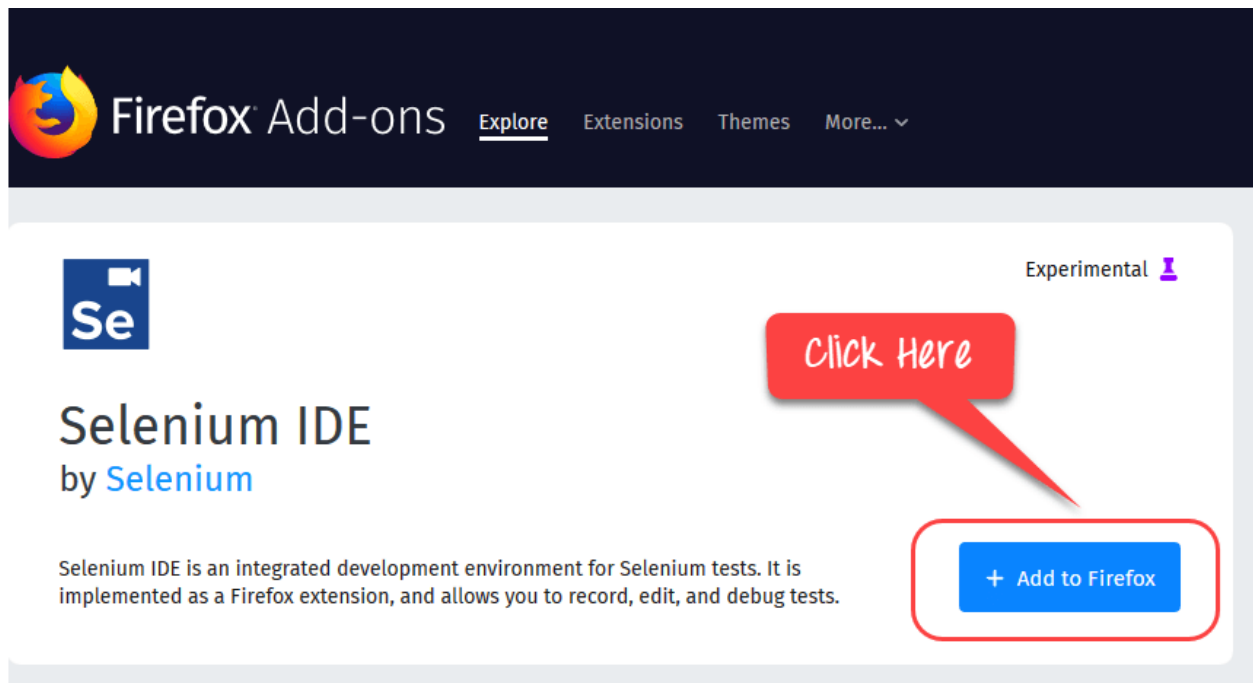 Firefox Add-ons Explore Extensions Themes More...
Experimental
Se
Click Here
Selenium IDE
by Selenium
Selenium IDE is an integrated development environment for Selenium tests. It is
implemented as a Firefox extension, and allows you to record, edit, and debug tests.
+ Add to Firefox